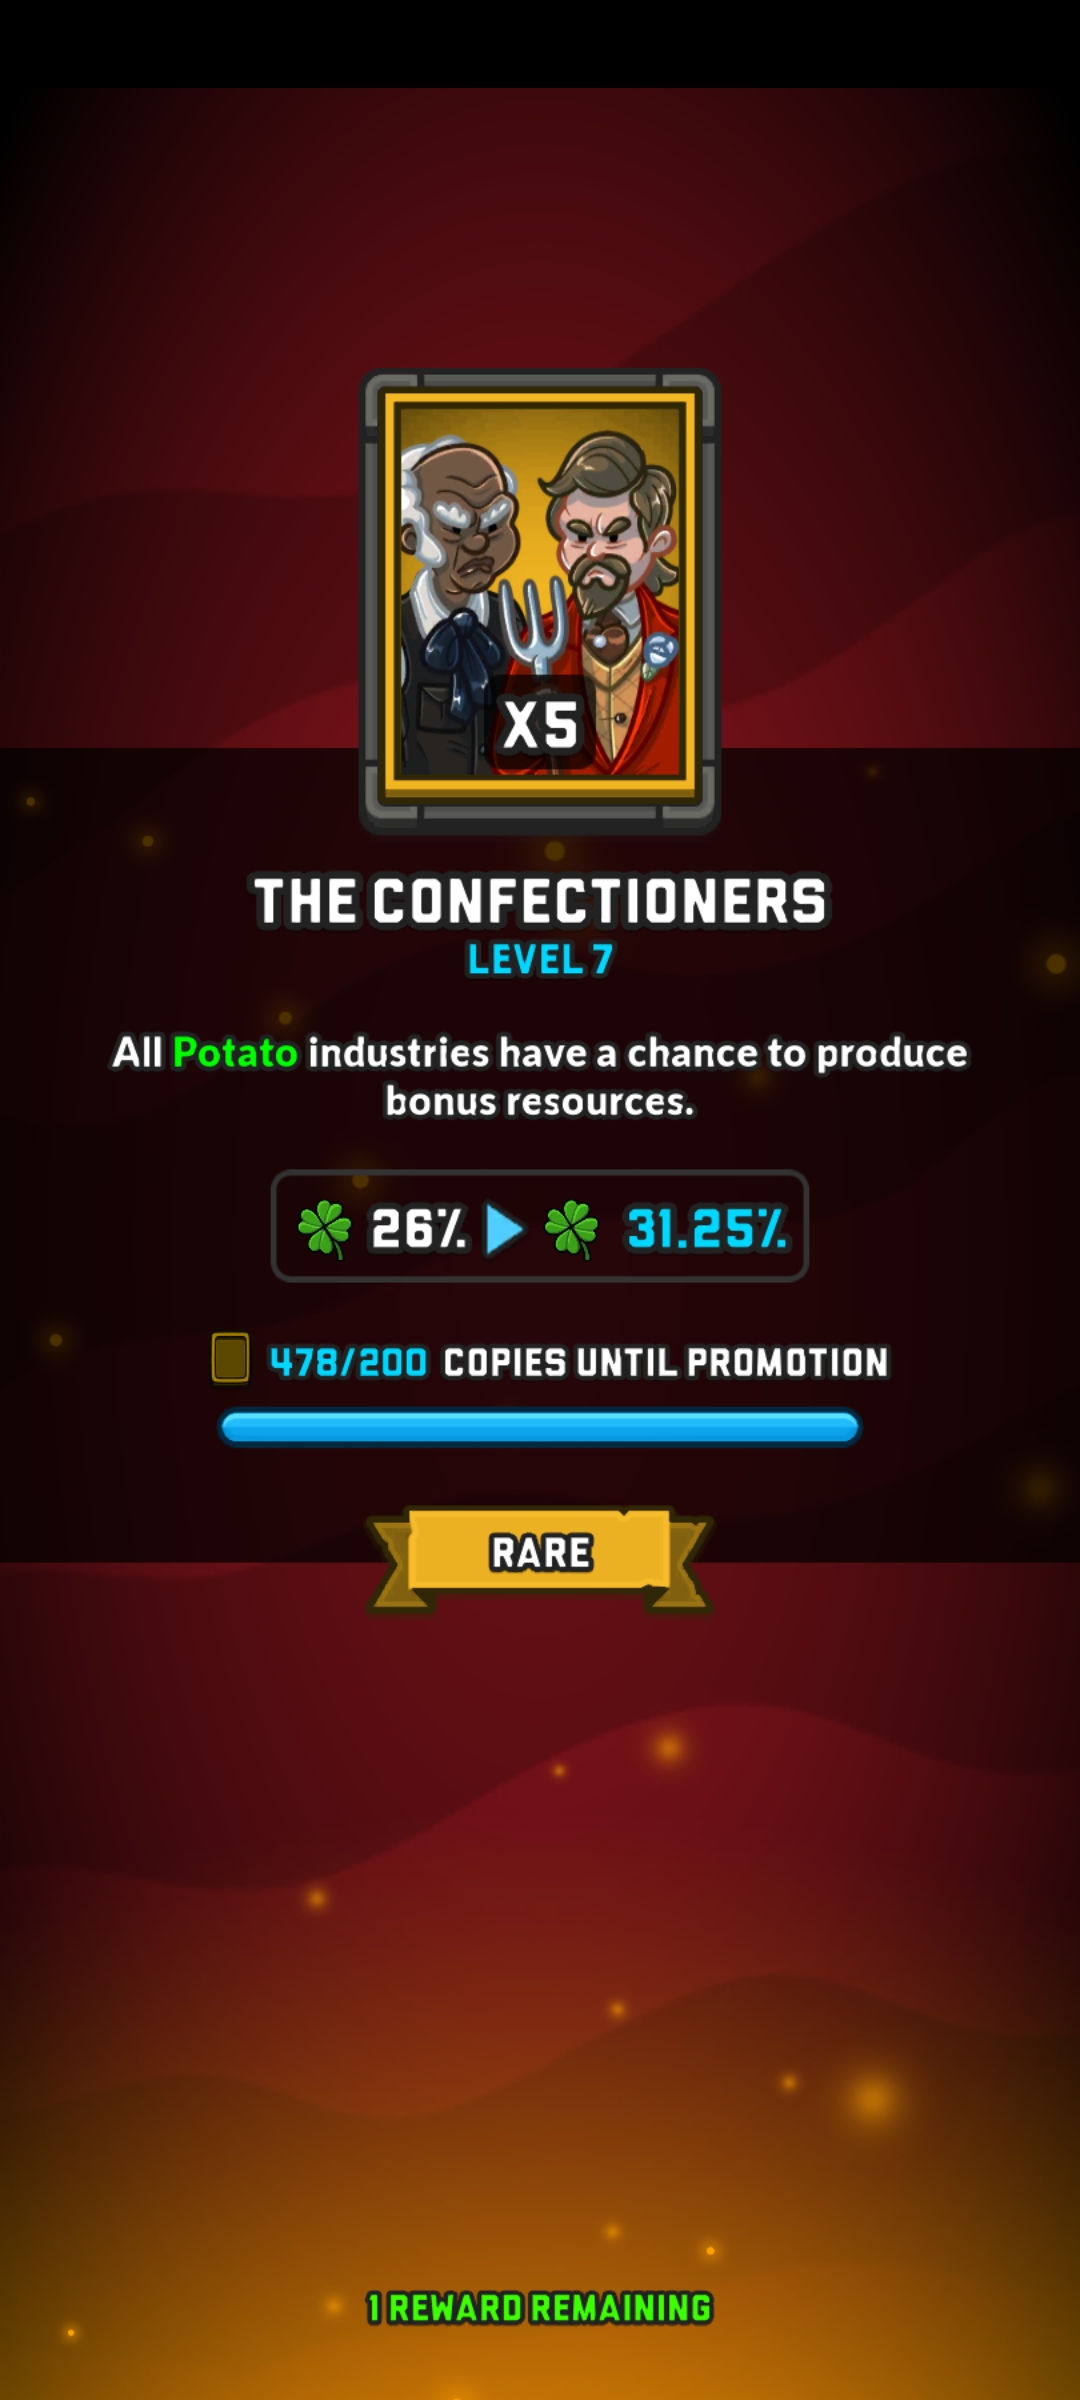 X5
THE CONFECTIONERS
LEVEL 7
All Potato industries have a chance to produce
bonus resources.
26% 31.25%
478/200 COPIES UNTIL PROMOTION
RARE
1 REWARD REMAINING